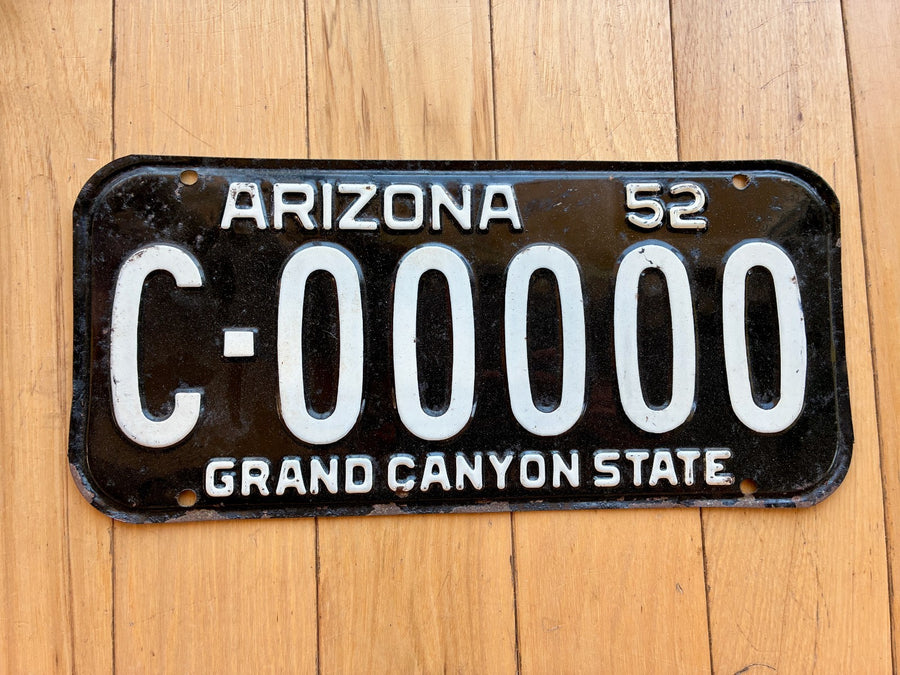 ARIZONA 52
C-00000
GRAND CANYON STATE